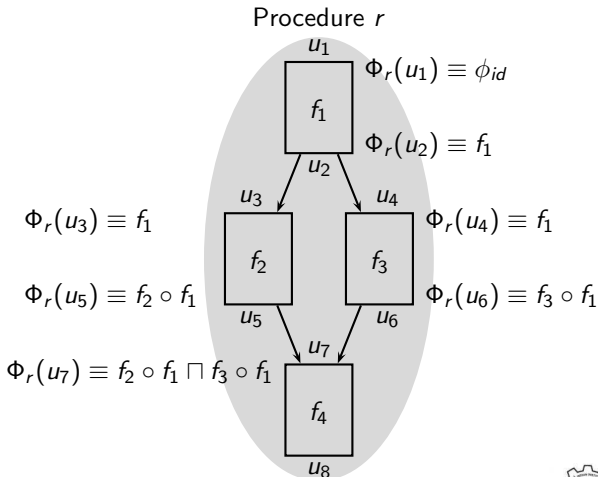 Procedure r
u₁
Φᵣ(u₁) ≡ ϕ_{id}
f₁
Φᵣ(u₂) ≡ f₁
u₂
u₃
u₄
Φᵣ(u₃) ≡ f₁
Φᵣ(u₄) ≡ f₁
f₂
f₃
Φᵣ(u₅) ≡ f₂ ∘ f₁
Φᵣ(u₆) ≡ f₃ ∘ f₁
u₅
u₆
u₇
Φᵣ(u₇) ≡ f₂ ∘ f₁ ⊓ f₃ ∘ f₁
f₄
u₈